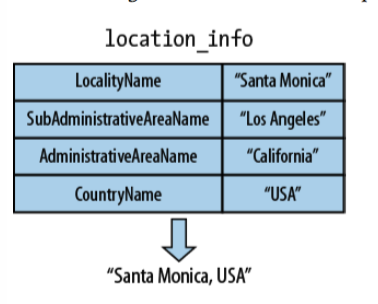 location_info
LocalityName "Santa Monica"
SubAdministrativeAreaName "Los Angeles"
AdministrativeAreaName "California"
CountryName "USA"
"Santa Monica, USA"